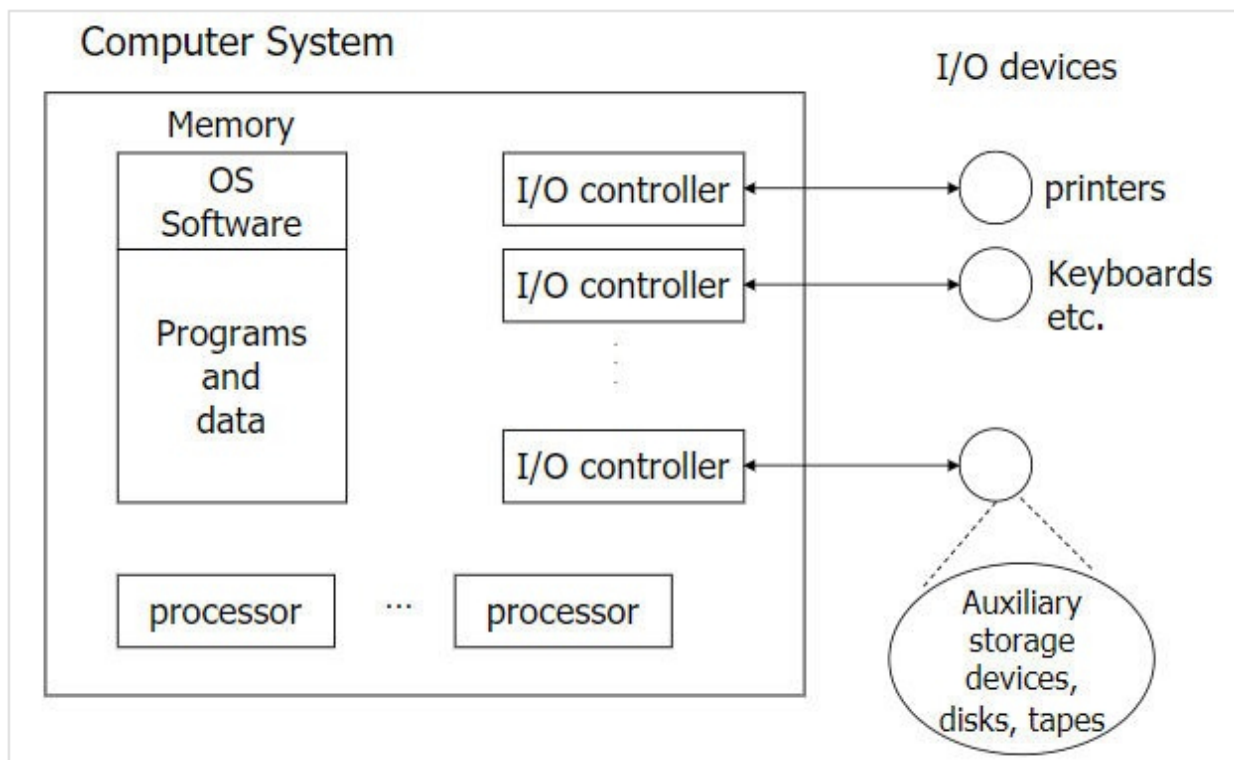 Computer System
I/O devices
Memory
OS
Software
Programs
and
data
I/O controller
I/O controller
I/O controller
printers
Keyboards
etc.
processor
...
processor
Auxiliary
storage
devices,
disks, tapes